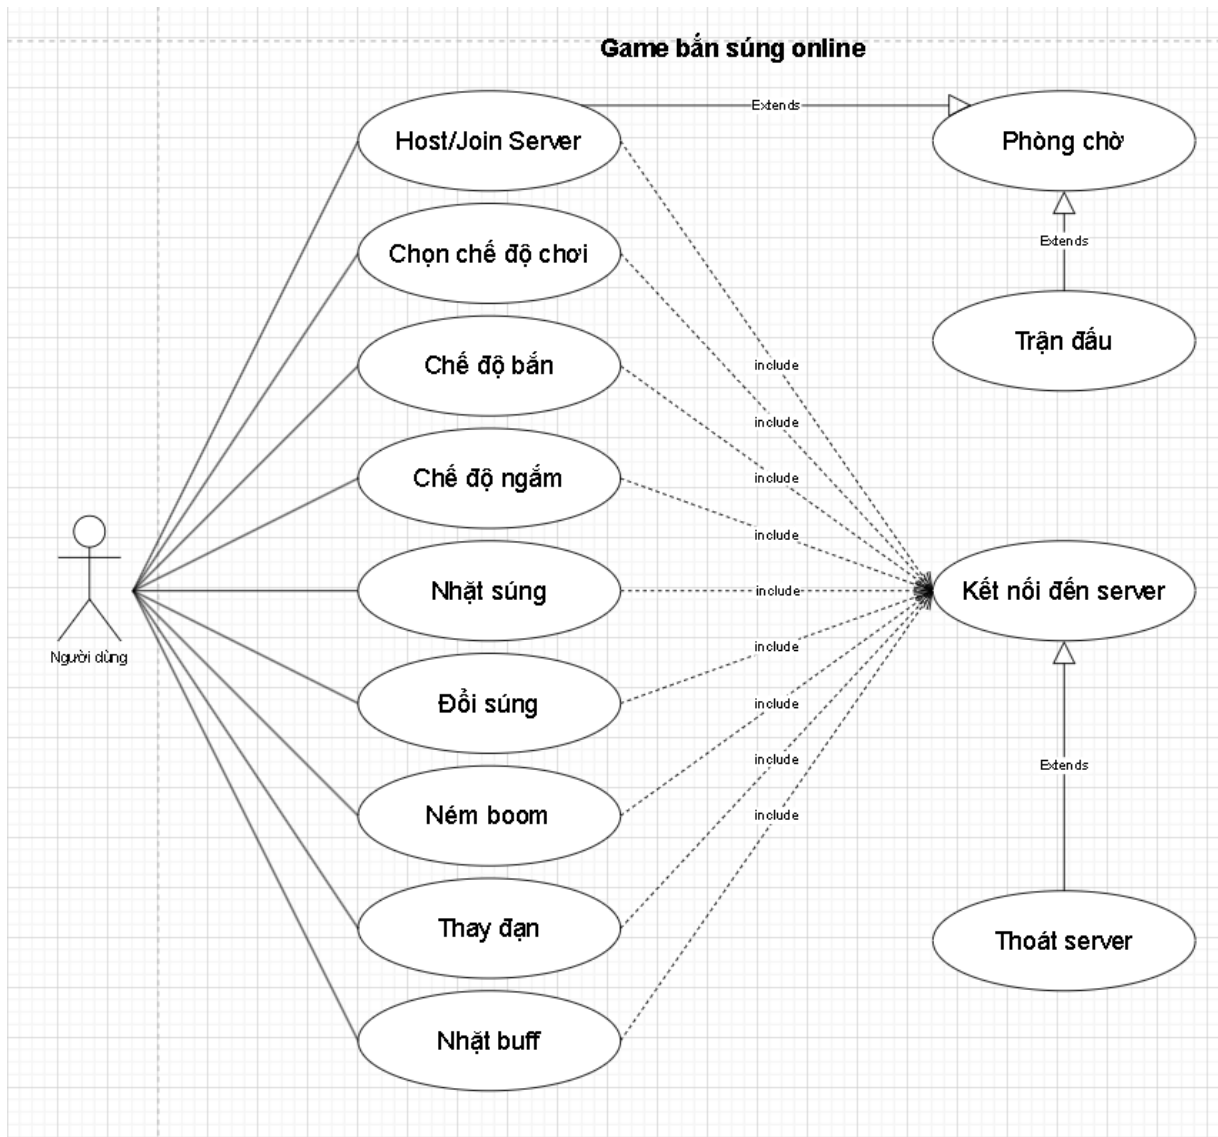 Game bắn súng online
Host/Join Server
Extends
Phòng chờ
Chọn chế độ chơi
Extends
Trận đấu
Chế độ bắn
include
include
Chế độ ngắm
include
include
Nhặt súng
include
Kết nối đến server
Người dùng
include
Đổi súng
include
include
Extends
Ném boom
include
Thay đạn
Thoát server
Nhặt buff